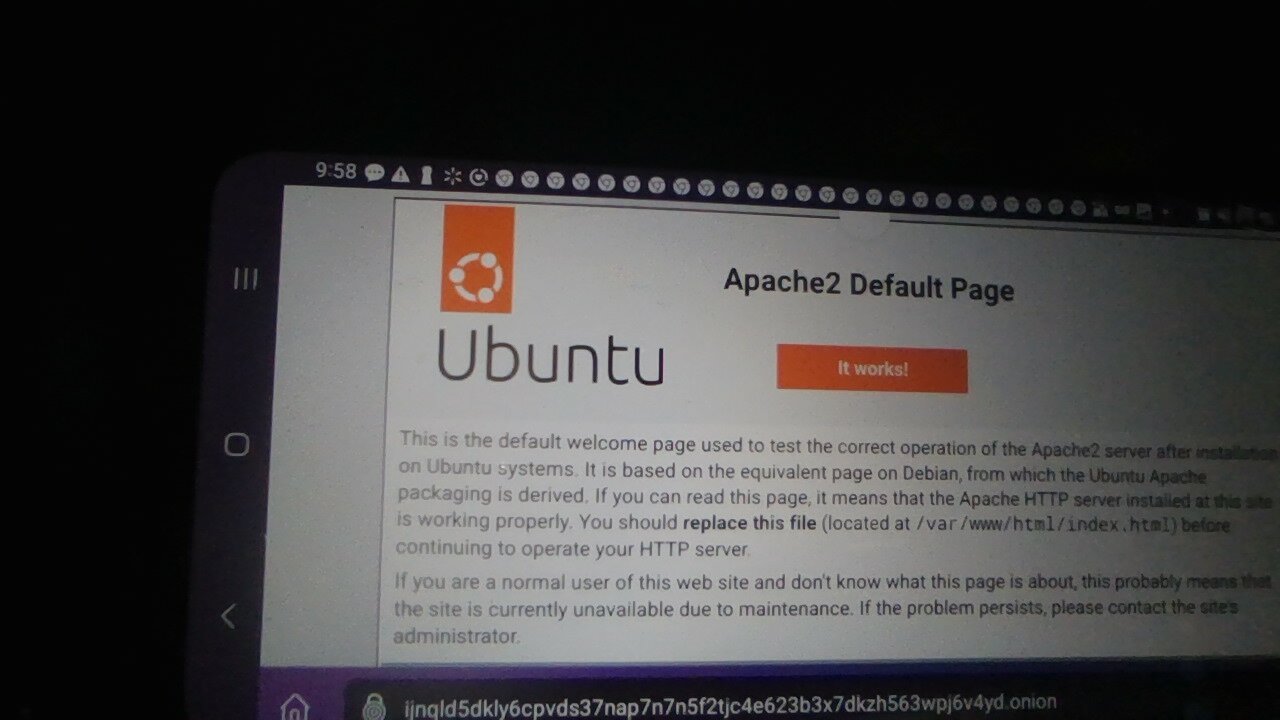 9:58
Ubuntu
Apache2 Default Page
It works!
This is the default welcome page used to test the correct operation of the Apache2 server after installation
on Ubuntu systems. It is based on the equivalent page on Debian, from which the Ubuntu Apache
packaging is derived. If you can read this page, it means that the Apache HTTP server installed at this site
is working properly. You should replace this file (located at /var/www/html/index.html) before
continuing to operate your HTTP server.
If you are a normal user of this web site and don't know what this page is about, this probably means that
the site is currently unavailable due to maintenance. If the problem persists, please contact the site's
administrator.
ijnqld5dkly6cpvds37nap7n7n5f2tjc4e623b3x7dkzh563wpj6v4yd.onion